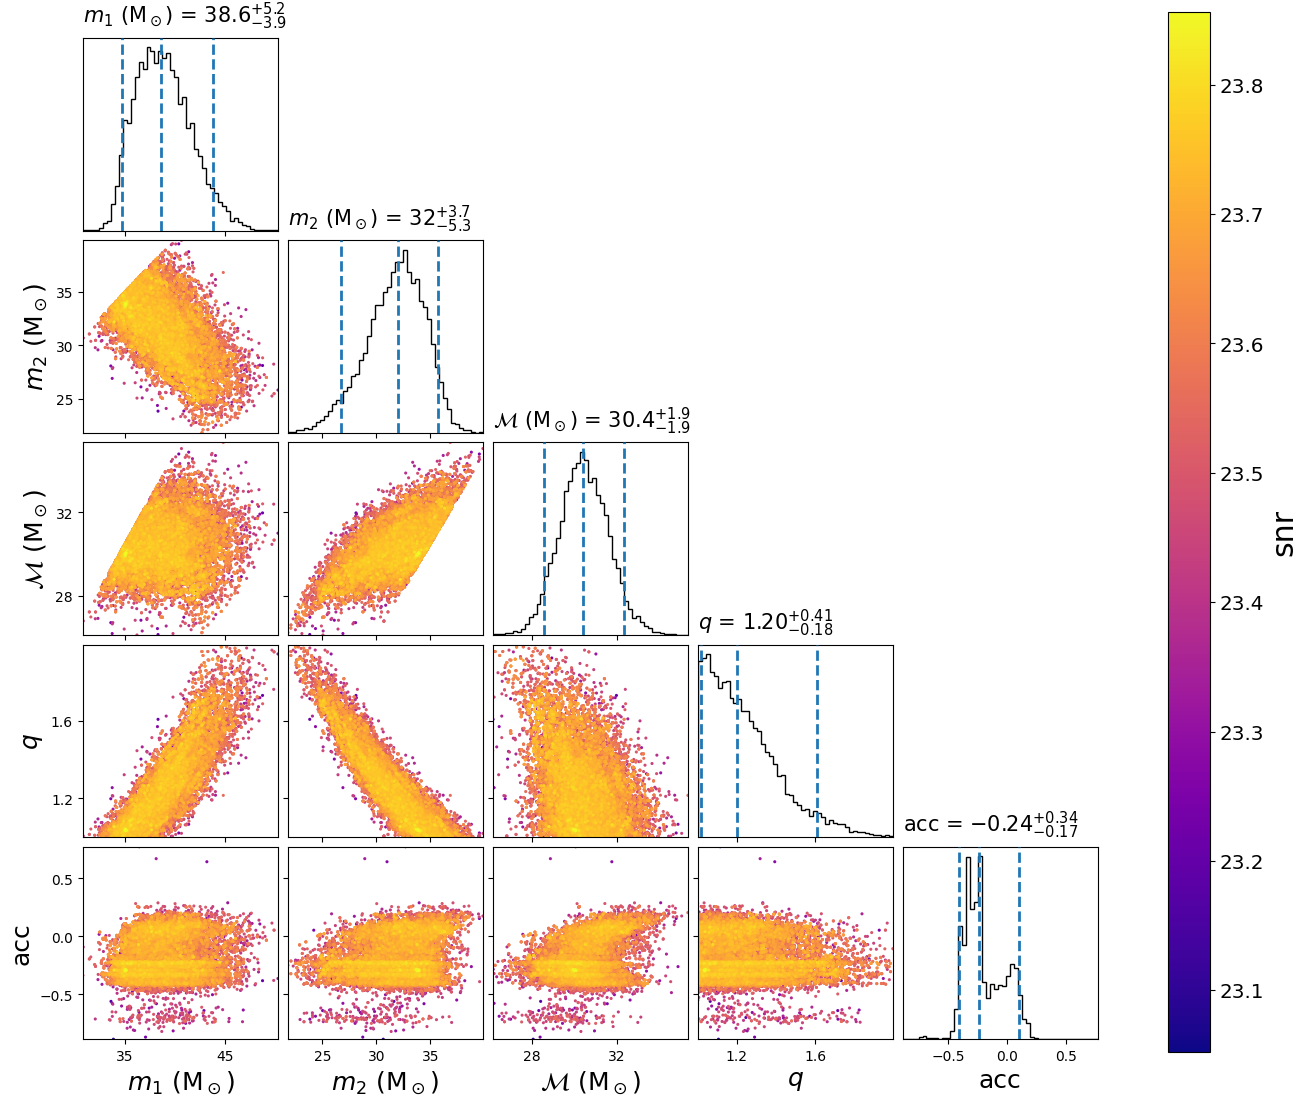 m₁ (M⊙) = 38.6+5.2−3.9
m₂ (M⊙) = 32+3.7−5.3
35
30
25
m₂ (M⊙)
ℳ (M⊙) = 30.4+1.9−1.9
32
28
ℳ (M⊙)
q = 1.20+0.41−0.18
1.6
1.2
q
acc = −0.24+0.34−0.17
0.5
0.0
−0.5
acc
35 45
m₁ (M⊙)
25 30 35
m₂ (M⊙)
28 32
ℳ (M⊙)
1.2 1.6
q
−0.5 0.0 0.5
acc
23.8
23.7
23.6
23.5
23.4
23.3
23.2
23.1
snr